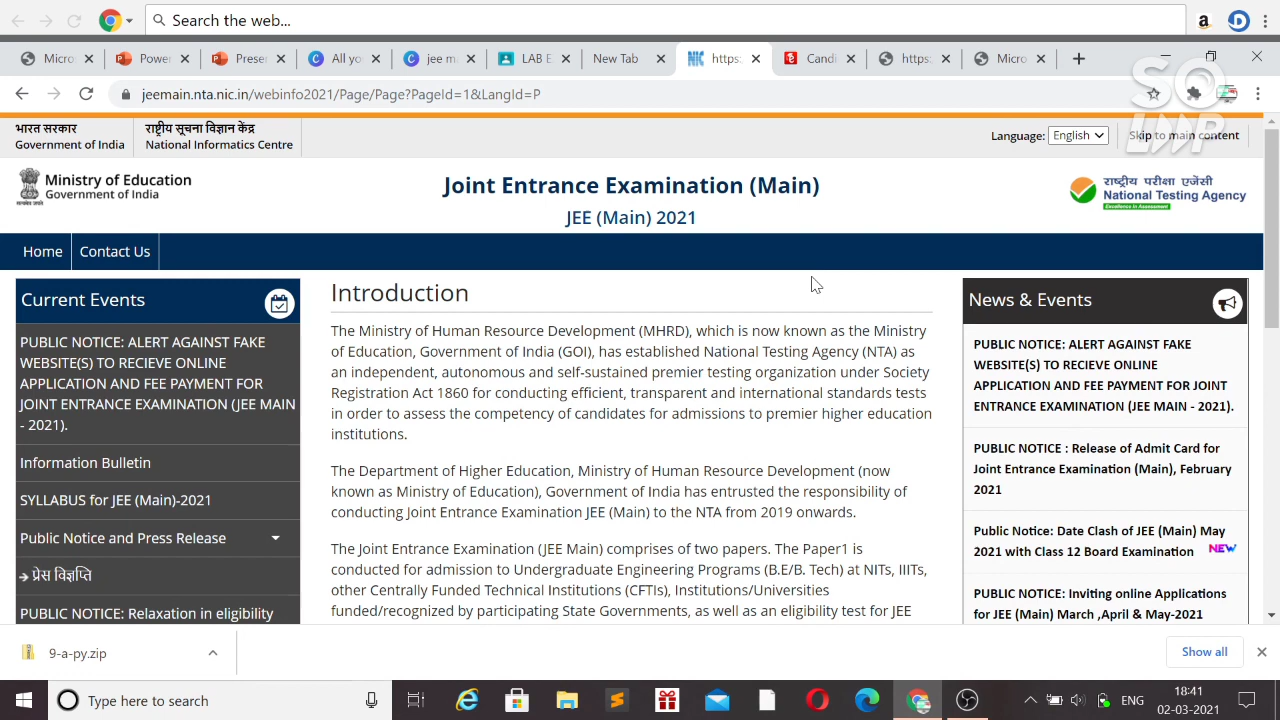 Search the web...
Micro
Power
Prese
All yo
jee m
LAB E
New Tab
NIC https:
Candi
https:
Micro
jeemain.nta.nic.in/webinfo2021/Page/Page?PageId=1&LangId=P
भारत सरकार
Government of India
राष्ट्रीय सूचना विज्ञान केंद्र
National Informatics Centre
Language: English
Skip to main content
Ministry of Education
Government of India
Joint Entrance Examination (Main)
JEE (Main) 2021
राष्ट्रीय परीक्षा एजेंसी
National Testing Agency
Excellence in Assessment
Home
Contact Us
Current Events
PUBLIC NOTICE: ALERT AGAINST FAKE
WEBSITE(S) TO RECIEVE ONLINE
APPLICATION AND FEE PAYMENT FOR
JOINT ENTRANCE EXAMINATION (JEE MAIN
- 2021).
Information Bulletin
SYLLABUS for JEE (Main)-2021
Public Notice and Press Release
प्रेस विज्ञप्ति
PUBLIC NOTICE: Relaxation in eligibility
Introduction
The Ministry of Human Resource Development (MHRD), which is now known as the Ministry
of Education, Government of India (GOI), has established National Testing Agency (NTA) as
an independent, autonomous and self-sustained premier testing organization under Society
Registration Act 1860 for conducting efficient, transparent and international standards tests
in order to assess the competency of candidates for admissions to premier higher education
institutions.
The Department of Higher Education, Ministry of Human Resource Development (now
known as Ministry of Education), Government of India has entrusted the responsibility of
conducting Joint Entrance Examination JEE (Main) to the NTA from 2019 onwards.
The Joint Entrance Examination (JEE Main) comprises of two papers. The Paper1 is
conducted for admission to Undergraduate Engineering Programs (B.E/B. Tech) at NITs, IIITs,
other Centrally Funded Technical Institutions (CFTIs), Institutions/Universities
funded/recognized by participating State Governments, as well as an eligibility test for JEE
News & Events
PUBLIC NOTICE: ALERT AGAINST FAKE
WEBSITE(S) TO RECIEVE ONLINE
APPLICATION AND FEE PAYMENT FOR JOINT
ENTRANCE EXAMINATION (JEE MAIN - 2021).
PUBLIC NOTICE : Release of Admit Card for
Joint Entrance Examination (Main), February
2021
Public Notice: Date Clash of JEE (Main) May
2021 with Class 12 Board Examination NEW
PUBLIC NOTICE: Inviting online Applications
for JEE (Main) March ,April & May-2021
9-a-py.zip
Show all
Type here to search
ENG
18:41
02-03-2021